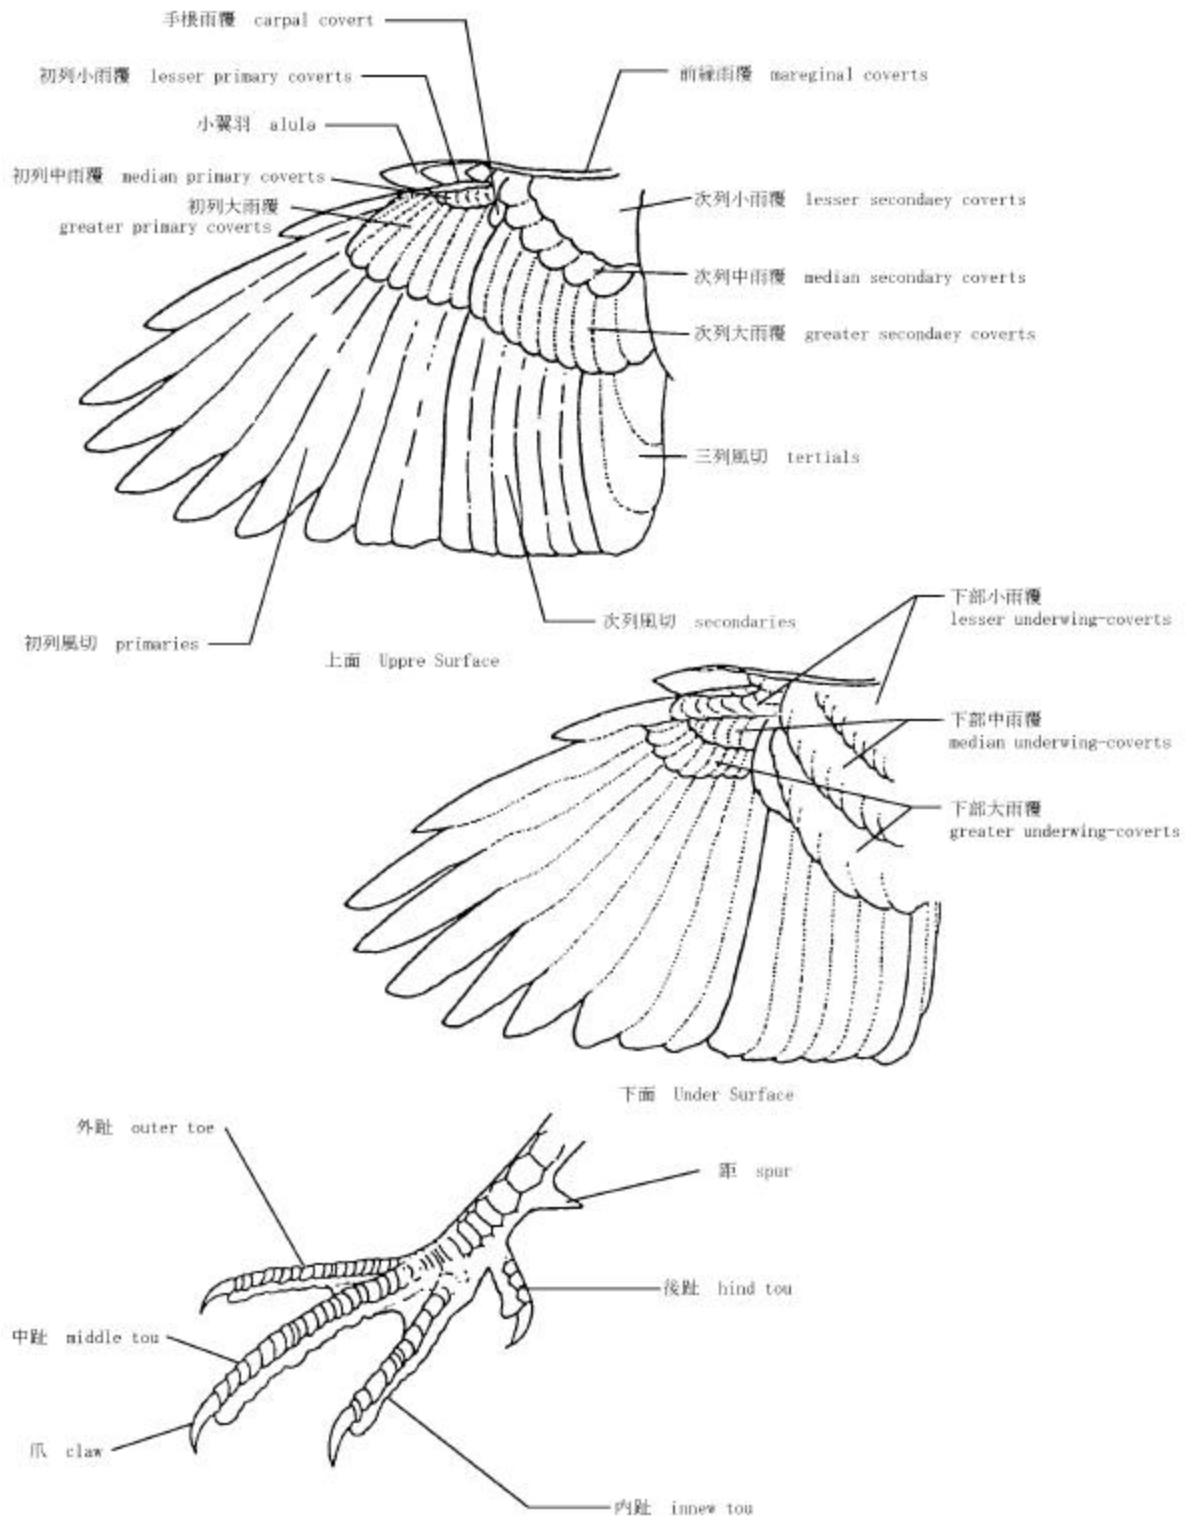 手根雨覆 carpal covert
初列小雨覆 lesser primary coverts
前縁雨覆 mareginal coverts
小翼羽 alula
初列中雨覆 median primary coverts
初列大雨覆
greater primary coverts
次列小雨覆 lesser secondaey coverts
次列中雨覆 median secondary coverts
次列大雨覆 greater secondaey coverts
三列風切 tertials
初列風切 primaries
次列風切 secondaries
上面 Uppre Surface
下部小雨覆
lesser underwing-coverts
下部中雨覆
median underwing-coverts
下部大雨覆
greater underwing-coverts
下面 Under Surface
外趾 outer toe
距 spur
後趾 hind tou
中趾 middle tou
爪 claw
内趾 innew tou